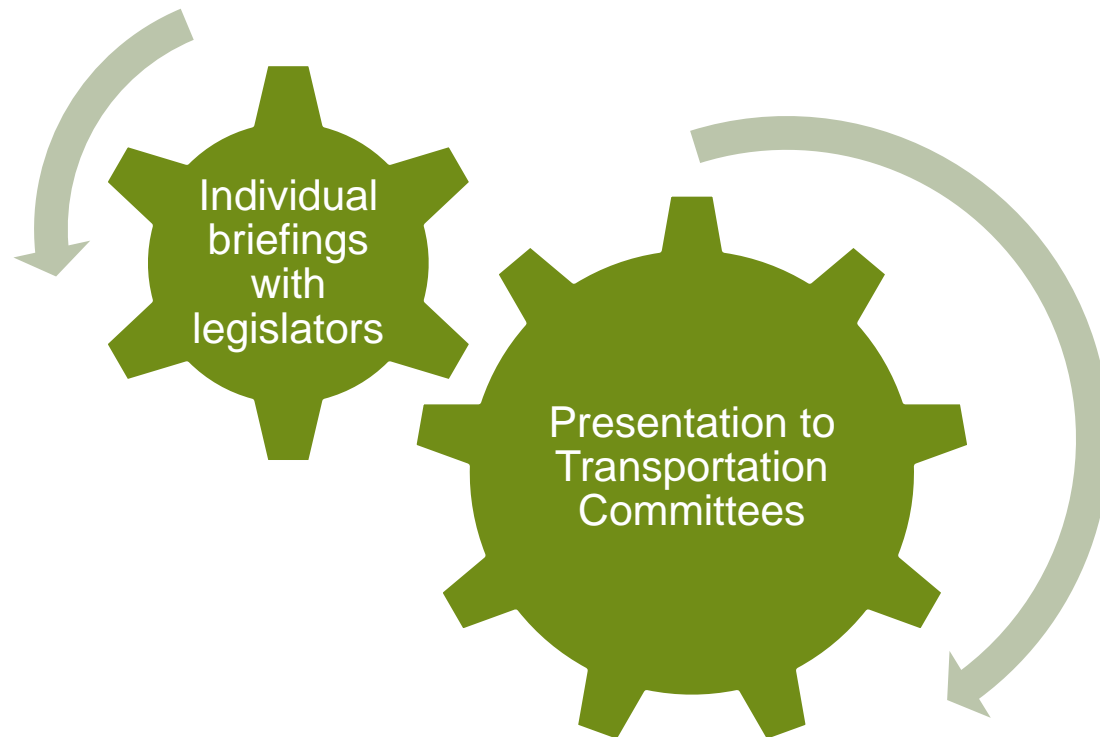 Individual
briefings
with
legislators
Presentation to
Transportation
Committees